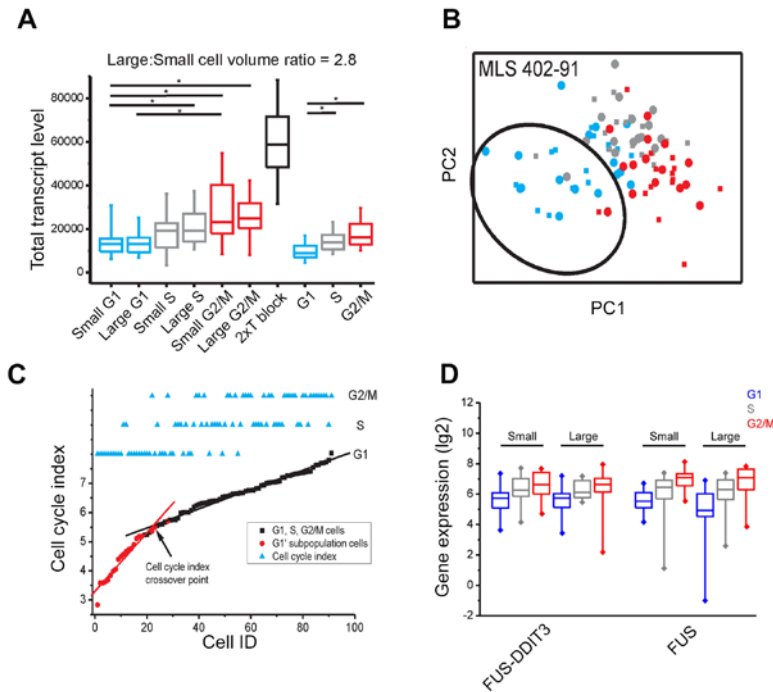 A
Large:Small cell volume ratio = 2.8
* * * * * *
Total transcript level
80000
60000
40000
20000
0
Small G1
Large G1
Small S
Large S
Small G2/M
Large G2/M
2xT block
G1
S
G2/M
B
MLS 402-91
PC2
PC1
C
G2/M
S
G1
Cell cycle index
7
6
5
4
3
G1, S, G2/M cells
G1' subpopulation cells
Cell cycle index
Cell cycle index
crossover point
0 20 40 60 80 100
Cell ID
D
G1
S
G2/M
Gene expression (lg2)
12
10
8
6
4
2
0
-2
Small Large Small Large
FUS-DDIT3
FUS